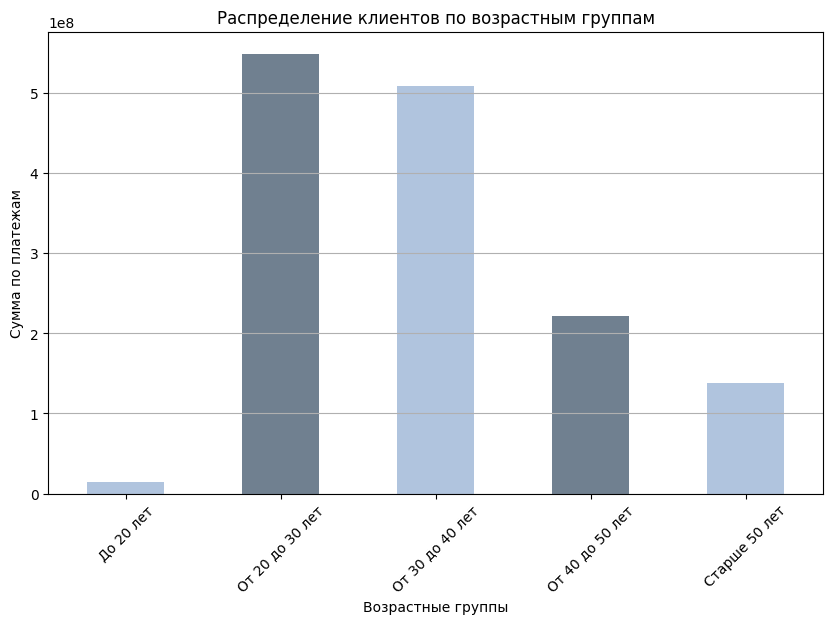 Распределение клиентов по возрастным группам
1e8
Сумма по платежам
5
4
3
2
1
0
До 20 лет
От 20 до 30 лет
От 30 до 40 лет
От 40 до 50 лет
Старше 50 лет
Возрастные группы